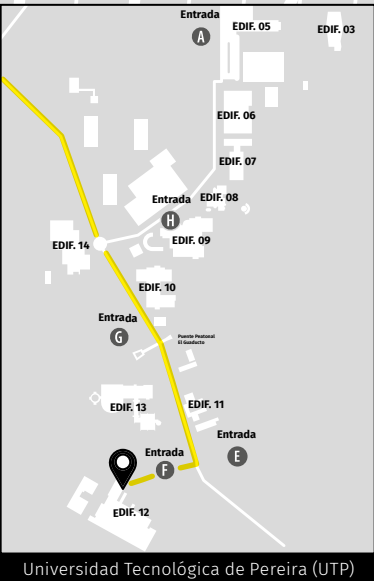 Entrada
A
EDIF. 05
EDIF. 03
EDIF. 06
EDIF. 07
Entrada
H
EDIF. 08
EDIF. 09
EDIF. 14
EDIF. 10
Entrada
G
Puente Peatonal
El Guaducto
EDIF. 13
EDIF. 11
Entrada
E
Entrada
F
EDIF. 12
Universidad Tecnológica de Pereira (UTP)